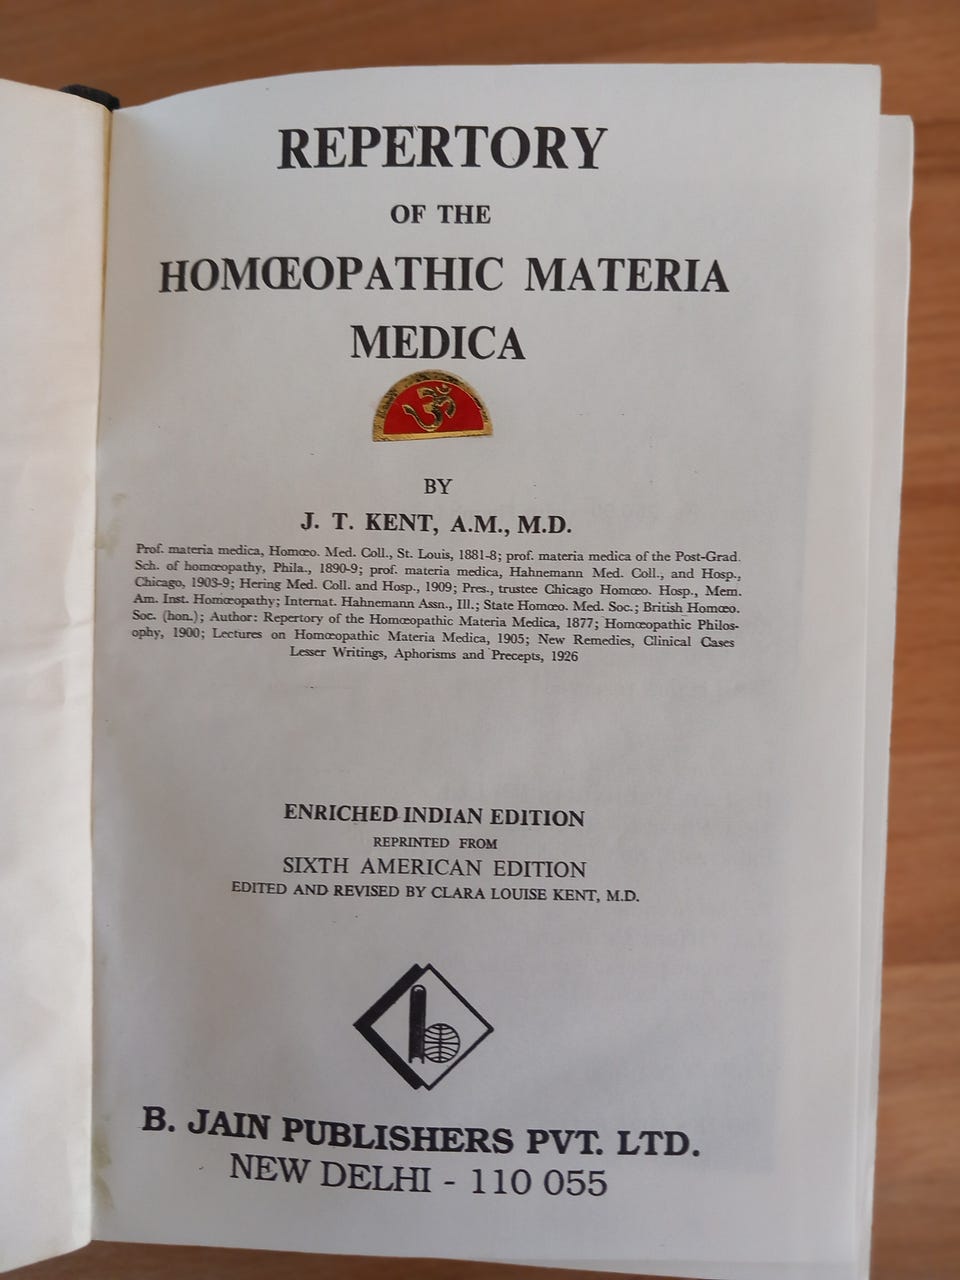 REPERTORY
OF THE
HOMŒOPATHIC MATERIA
MEDICA
ॐ
BY
J. T. KENT, A.M., M.D.
Prof. materia medica, Homœo. Med. Coll., St. Louis, 1881-8; prof. materia medica of the Post-Grad.
Sch. of homœopathy, Phila., 1890-9; prof. materia medica, Hahnemann Med. Coll., and Hosp.,
Chicago, 1903-9; Hering Med. Coll. and Hosp., 1909; Pres., trustee Chicago Homœo. Hosp., Mem.
Am. Inst. Homœopathy; Internat. Hahnemann Assn., Ill.; State Homœo. Med. Soc.; British Homœo.
Soc. (hon.); Author: Repertory of the Homœopathic Materia Medica, 1877; Homœopathic Philos-
ophy, 1900; Lectures on Homœopathic Materia Medica, 1905; New Remedies, Clinical Cases
Lesser Writings, Aphorisms and Precepts, 1926
ENRICHED INDIAN EDITION
REPRINTED FROM
SIXTH AMERICAN EDITION
EDITED AND REVISED BY CLARA LOUISE KENT, M.D.
B. JAIN PUBLISHERS PVT. LTD.
NEW DELHI - 110 055